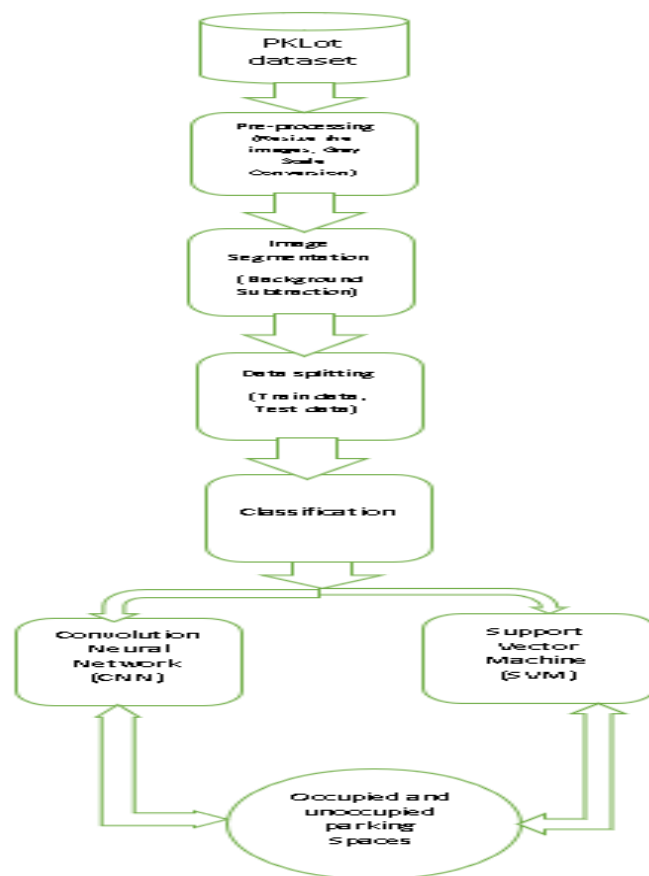 PKLot
dataset
Pre-processing
(Resize the
images, Gray
Scale
Conversion)
Image
Segmentation
(Background
Subtraction)
Data splitting
(Train data,
Test data)
Classification
Convolution
Neural
Network
(CNN)
Support
Vector
Machine
(SVM)
Occupied and
unoccupied
parking
Spaces